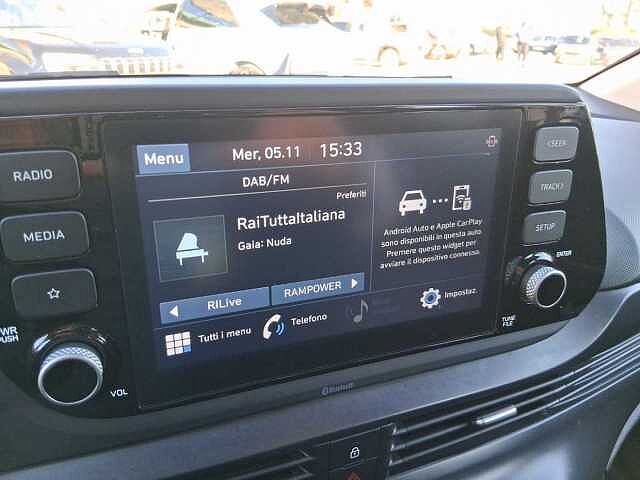 Menu
Mer, 05.11
15:33
DAB/FM
Preferiti
RaiTuttaItaliana
Gaia: Nuda
RILive
RAMPOWER
Tutti i menu
Telefono
Impostaz.
Android Auto e Apple CarPlay
sono disponibili in questa auto.
Premere questo widget per
avviare il dispositivo connesso.
RADIO
MEDIA
PWR
PUSH
VOL
SEEK
TRACK
SETUP
ENTER
TUNE
FILE
Bluetooth